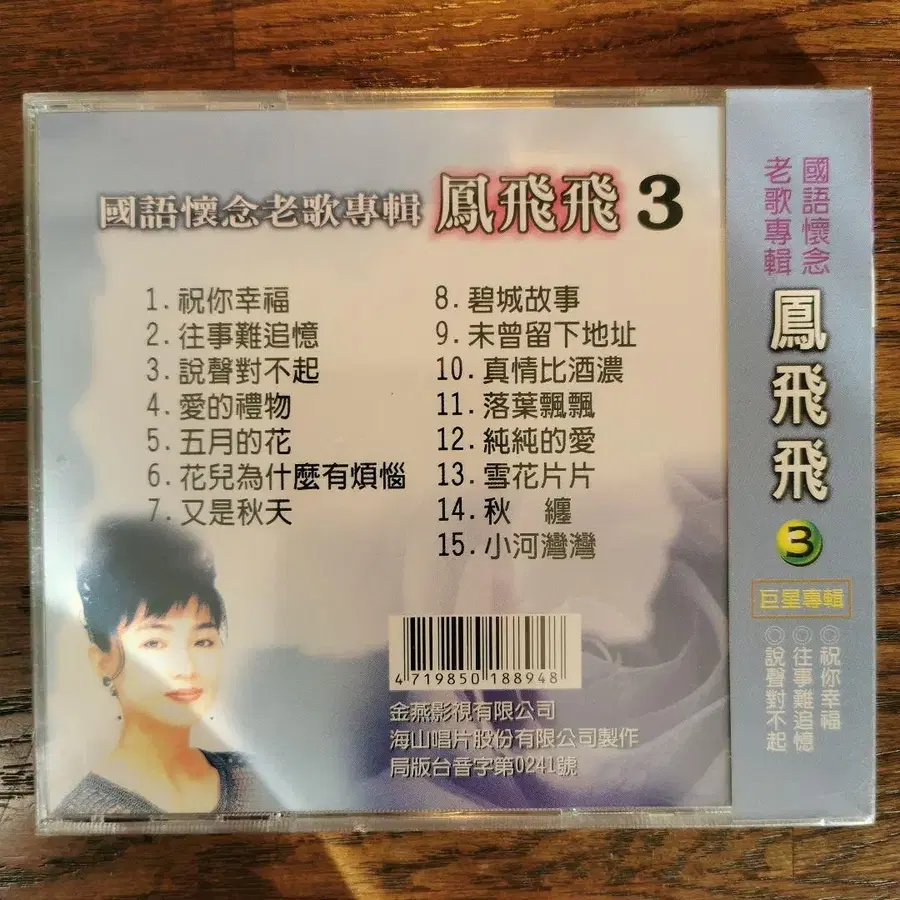 國語懷念老歌專輯 鳳飛飛 3
1. 祝你幸福
2. 往事難追憶
3. 說聲對不起
4. 愛的禮物
5. 五月的花
6. 花兒為什麼有煩惱
7. 又是秋天
8. 碧城故事
9. 未曾留下地址
10. 真情比酒濃
11. 落葉飄飄
12. 純純的愛
13. 雪花片片
14. 秋 纏
15. 小河灣灣
4719850188948
金燕影視有限公司
海山唱片股份有限公司製作
局版台音字第0241號
國語懷念
老歌專輯
鳳飛飛
3
巨星專輯
◎祝你幸福
◎往事難追憶
◎說聲對不起